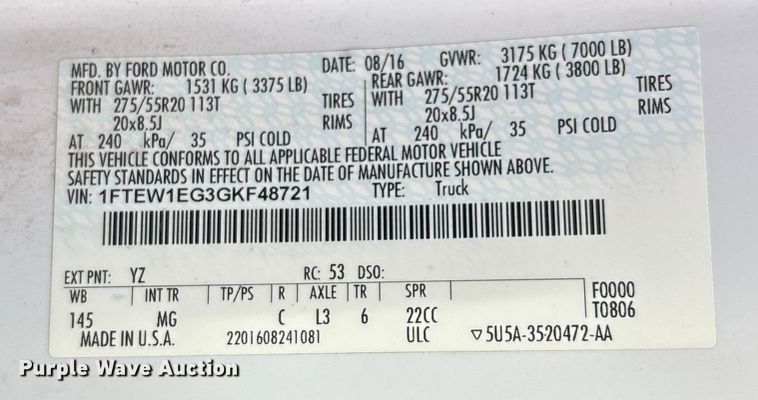 MFD. BY FORD MOTOR CO. DATE: 08/16 GVWR: 3175 KG ( 7000 LB)
FRONT GAWR: 1531 KG ( 3375 LB) REAR GAWR: 1724 KG ( 3800 LB)
WITH 275/55R20 113T TIRES WITH 275/55R20 113T TIRES
20x8.5J RIMS 20x8.5J RIMS
AT 240 kPa/ 35 PSI COLD AT 240 kPa/ 35 PSI COLD
THIS VEHICLE CONFORMS TO ALL APPLICABLE FEDERAL MOTOR VEHICLE
SAFETY STANDARDS IN EFFECT ON THE DATE OF MANUFACTURE SHOWN ABOVE.
VIN: 1FTEW1EG3GKF48721 TYPE: Truck
EXT PNT: YZ RC: 53 DSO:
WB INT TR TP/PS R AXLE TR SPR F0000
145 MG C L3 6 22CC T0806
MADE IN U.S.A. 2201608241081 ULC ▽5U5A-3520472-AA
Purple Wave Auction